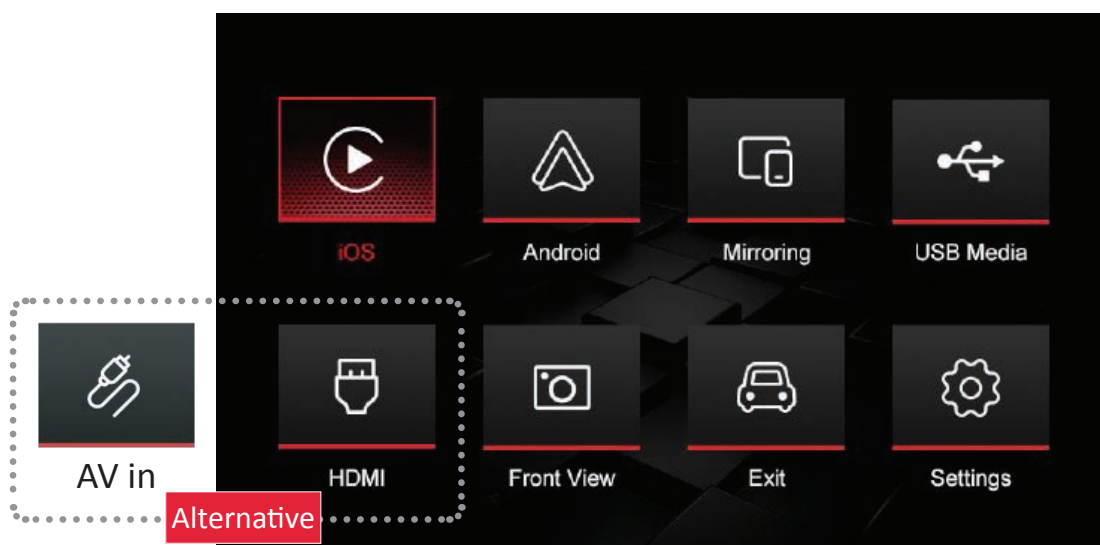 iOS
Android
Mirroring
USB Media
AV in
HDMI
Front View
Exit
Settings
Alternative